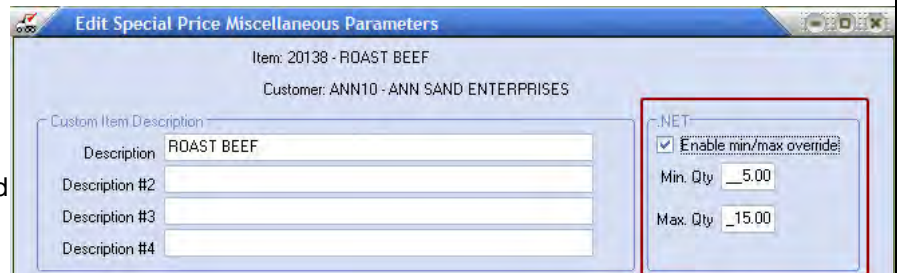 Edit Special Price Miscellaneous Parameters
Item: 20138 - ROAST BEEF
Customer: ANN10 - ANN SAND ENTERPRISES
Custom Item Description
Description ROAST BEEF
Description #2
Description #3
Description #4
.NET
Enable min/max override
Min. Qty __5.00
Max. Qty _15.00
d